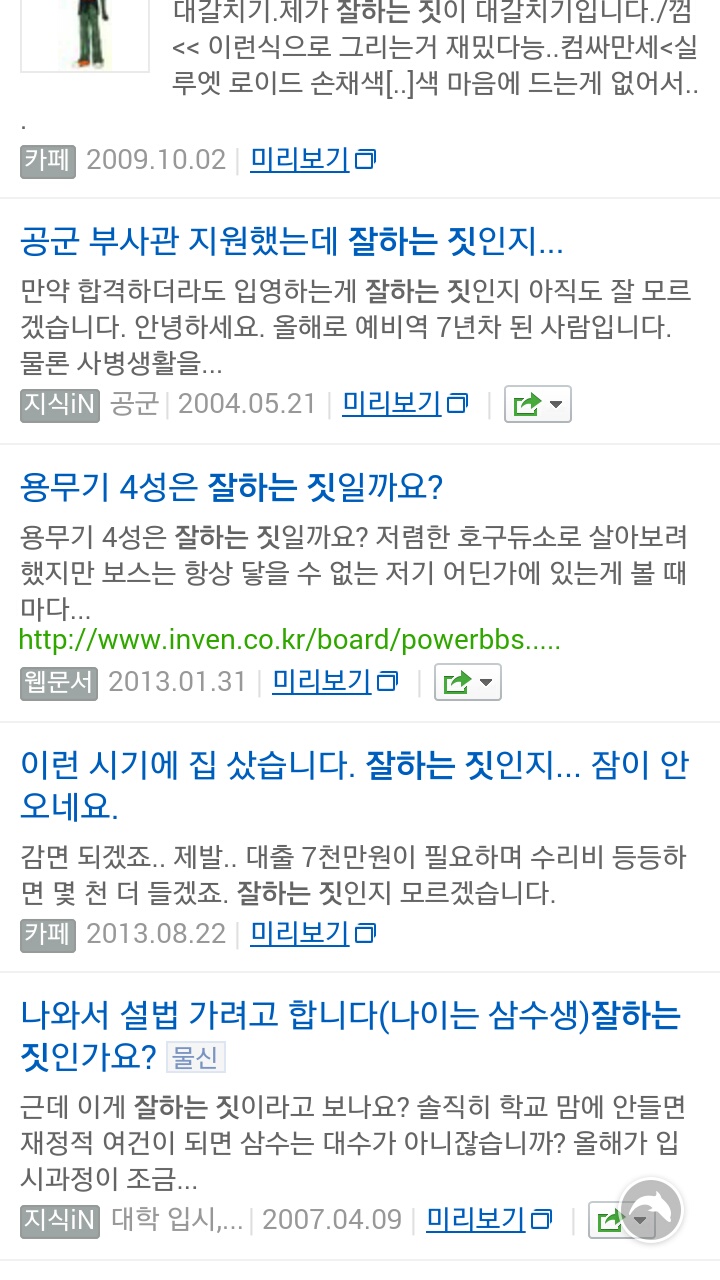 대갈치기.제가 잘하는 짓이 대갈치기입니다./껌
<< 이런식으로 그리는거 재밌다능..컴싸만세<실
루엣 로이드 손채색[..]색 마음에 드는게 없어서..
.
카페 2009.10.02 미리보기
공군 부사관 지원했는데 잘하는 짓인지...
만약 합격하더라도 입영하는게 잘하는 짓인지 아직도 잘 모르
겠습니다. 안녕하세요. 올해로 예비역 7년차 된 사람입니다.
물론 사병생활을...
지식iN 공군 2004.05.21 미리보기
용무기 4성은 잘하는 짓일까요?
용무기 4성은 잘하는 짓일까요? 저렴한 호구듀소로 살아보려
했지만 보스는 항상 닿을 수 없는 저기 어딘가에 있는게 볼 때
마다...
http://www.inven.co.kr/board/powerbbs.....
웹문서 2013.01.31 미리보기
이런 시기에 집 샀습니다. 잘하는 짓인지... 잠이 안
오네요.
감면 되겠죠.. 제발.. 대출 7천만원이 필요하며 수리비 등등하
면 몇 천 더 들겠죠. 잘하는 짓인지 모르겠습니다.
카페 2013.08.22 미리보기
나와서 설법 가려고 합니다(나이는 삼수생)잘하는
짓인가요? 물신
근데 이게 잘하는 짓이라고 보나요? 솔직히 학교 맘에 안들면
재정적 여건이 되면 삼수는 대수가 아니잖습니까? 올해가 입
시과정이 조금...
지식iN 대학 입시,... 2007.04.09 미리보기